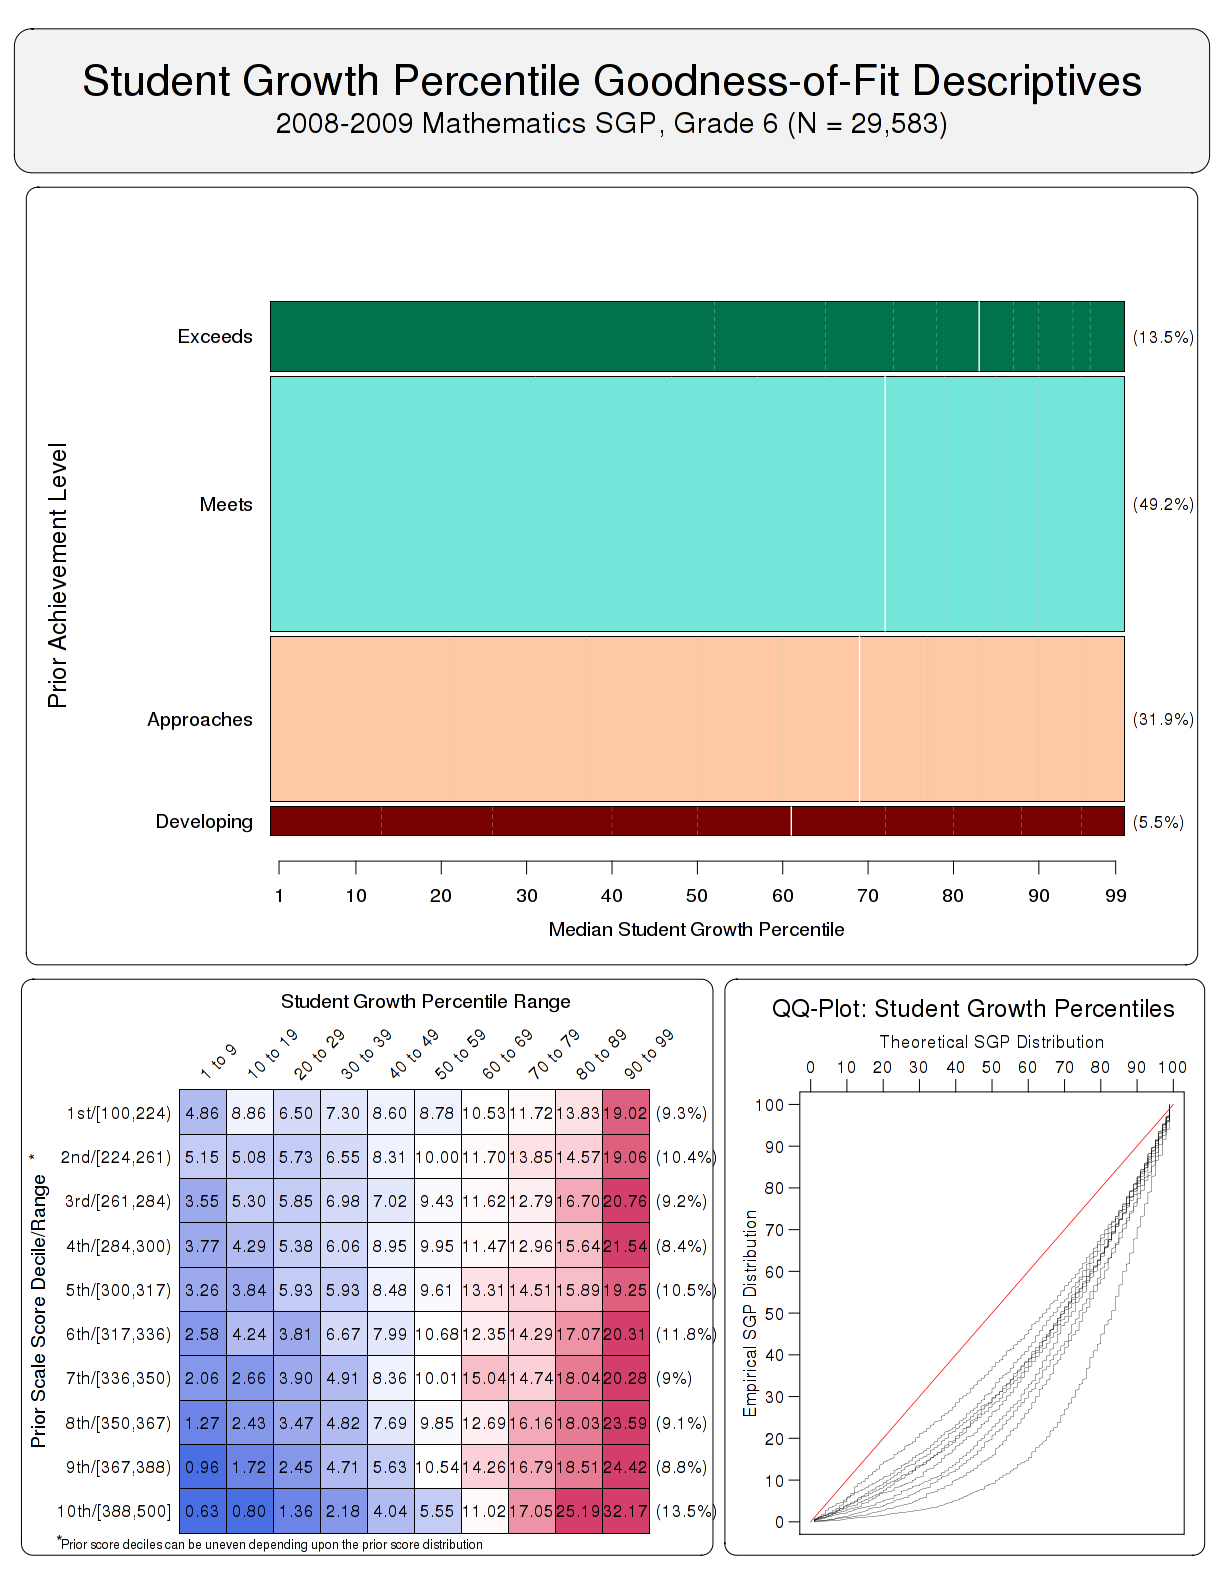 Student Growth Percentile Goodness-of-Fit Descriptives
2008-2009 Mathematics SGP, Grade 6 (N = 29,583)
Prior Achievement Level
Exceeds (13.5%)
Meets (49.2%)
Approaches (31.9%)
Developing (5.5%)
1 10 20 30 40 50 60 70 80 90 99
Median Student Growth Percentile
Student Growth Percentile Range
1 to 9 10 to 19 20 to 29 30 to 39 40 to 49 50 to 59 60 to 69 70 to 79 80 to 89 90 to 99
Prior Scale Score Decile/Range *
1st/[100,224) 4.86 8.86 6.50 7.30 8.60 8.78 10.53 11.72 13.83 19.02 (9.3%)
2nd/[224,261) 5.15 5.08 5.73 6.55 8.31 10.00 11.70 13.85 14.57 19.06 (10.4%)
3rd/[261,284) 3.55 5.30 5.85 6.98 7.02 9.43 11.62 12.79 16.70 20.76 (9.2%)
4th/[284,300) 3.77 4.29 5.38 6.06 8.95 9.95 11.47 12.96 15.64 21.54 (8.4%)
5th/[300,317) 3.26 3.84 5.93 5.93 8.48 9.61 13.31 14.51 15.89 19.25 (10.5%)
6th/[317,336) 2.58 4.24 3.81 6.67 7.99 10.68 12.35 14.29 17.07 20.31 (11.8%)
7th/[336,350) 2.06 2.66 3.90 4.91 8.36 10.01 15.04 14.74 18.04 20.28 (9%)
8th/[350,367) 1.27 2.43 3.47 4.82 7.69 9.85 12.69 16.16 18.03 23.59 (9.1%)
9th/[367,388) 0.96 1.72 2.45 4.71 5.63 10.54 14.26 16.79 18.51 24.42 (8.8%)
10th/[388,500] 0.63 0.80 1.36 2.18 4.04 5.55 11.02 17.05 25.19 32.17 (13.5%)
*Prior score deciles can be uneven depending upon the prior score distribution
QQ-Plot: Student Growth Percentiles
Theoretical SGP Distribution
0 10 20 30 40 50 60 70 80 90 100
Empirical SGP Distribution
100
90
80
70
60
50
40
30
20
10
0